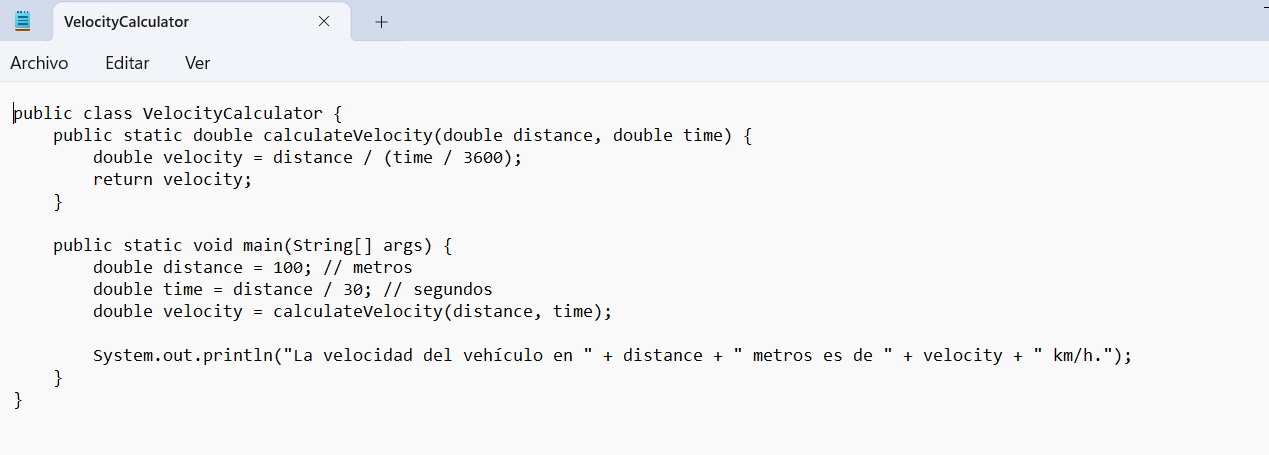 VelocityCalculator
Archivo Editar Ver
public class VelocityCalculator {
    public static double calculateVelocity(double distance, double time) {
        double velocity = distance / (time / 3600);
        return velocity;
    }

    public static void main(String[] args) {
        double distance = 100; // metros
        double time = distance / 30; // segundos
        double velocity = calculateVelocity(distance, time);

        System.out.println("La velocidad del vehículo en " + distance + " metros es de " + velocity + " km/h.");
    }
}